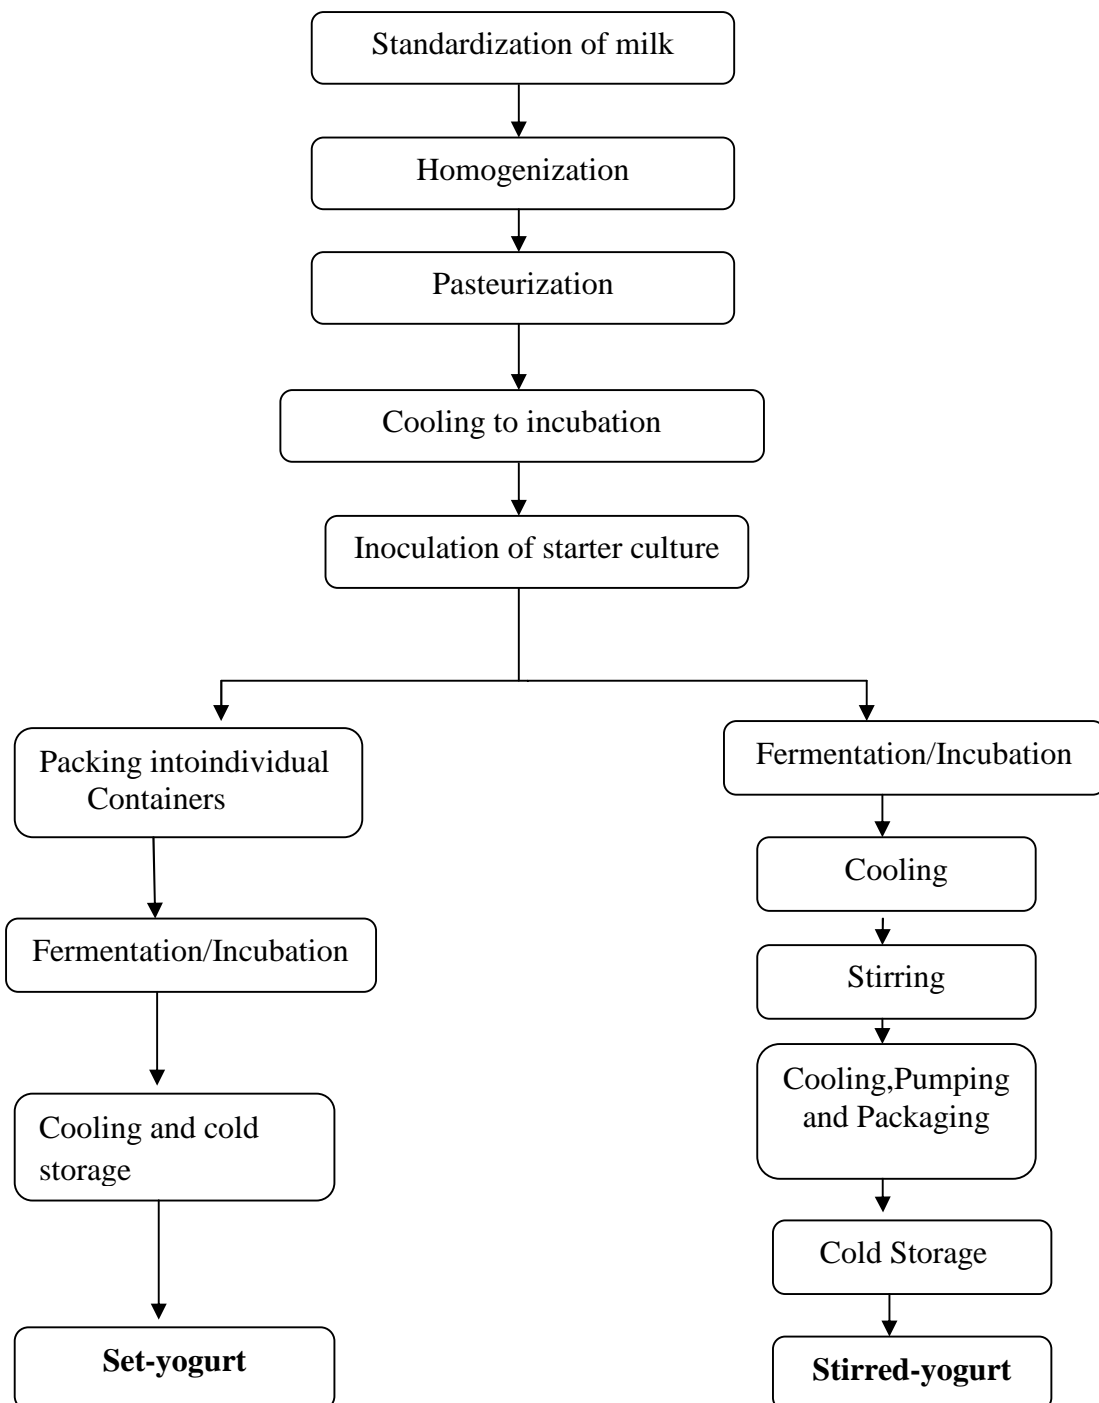 Standardization of milk
Homogenization
Pasteurization
Cooling to incubation
Inoculation of starter culture
Packing intoindividual
Containers
Fermentation/Incubation
Cooling and cold
storage
Set-yogurt
Fermentation/Incubation
Cooling
Stirring
Cooling,Pumping
and Packaging
Cold Storage
Stirred-yogurt